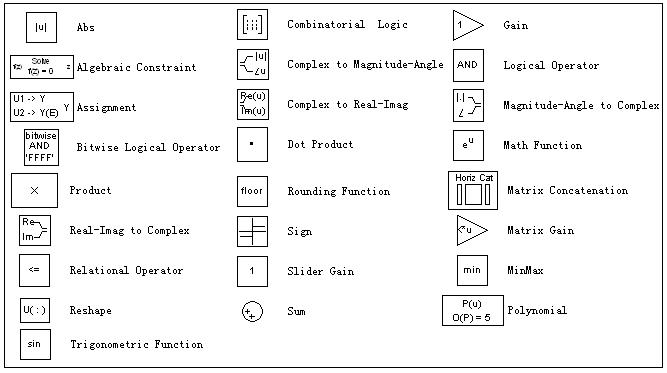 |u| Abs
[:::] Combinatorial Logic
1 Gain
f(z) Solve f(z) = 0 z Algebraic Constraint
|u| ∠u Complex to Magnitude-Angle
AND Logical Operator
U1 -> Y U2 -> Y(E) Y Assignment
Re(u) Im(u) Complex to Real-Imag
|.| ∠ Magnitude-Angle to Complex
bitwise AND 'FFFF' Bitwise Logical Operator
Dot Product
e^u Math Function
× Product
floor Rounding Function
Horiz Cat Matrix Concatenation
Re Im Real-Imag to Complex
Sign
u Matrix Gain
<= Relational Operator
1 Slider Gain
min MinMax
U( : ) Reshape
+ + Sum
P(u) O(P) = 5 Polynomial
sin Trigonometric Function